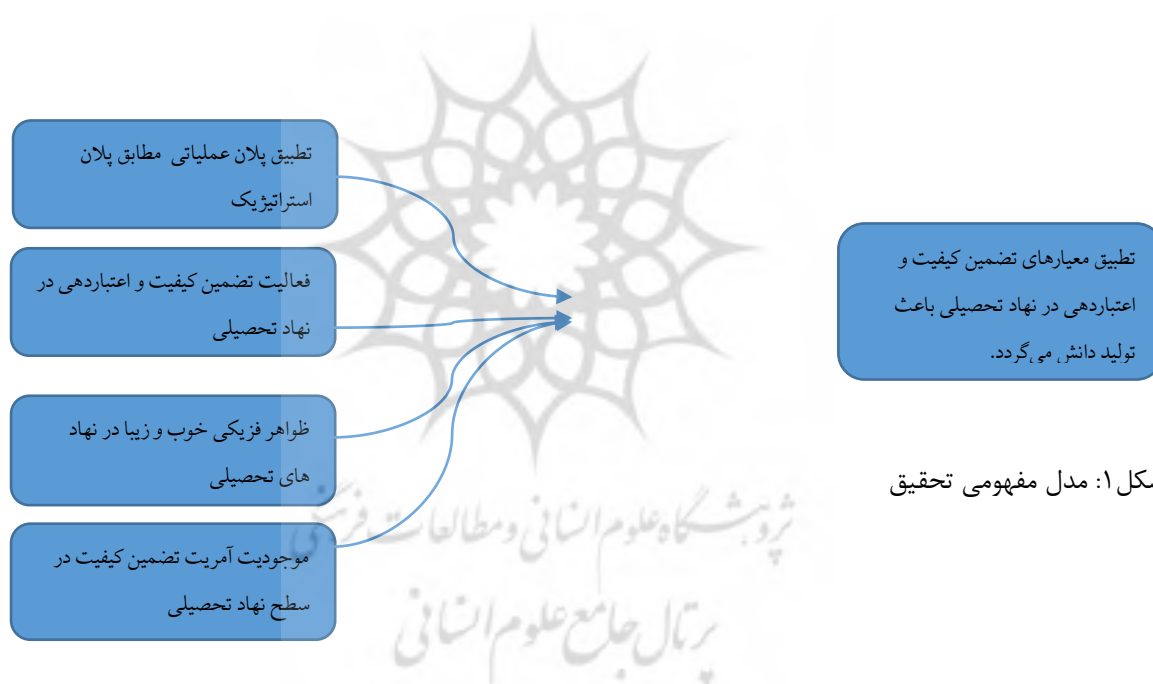 تطبیق پلان عملیاتی مطابق پلان
استراتیژیک
فعالیت تضمین کیفیت و اعتباردهی در
نهاد تحصیلی
ظواهر فزیکی خوب و زیبا در نهاد
های تحصیلی
موجودیت آمریت تضمین کیفیت در
سطح نهاد تحصیلی
تطبیق معیارهای تضمین کیفیت و
اعتباردهی در نهاد تحصیلی باعث
تولید دانش می‌گردد.
شکل۱: مدل مفهومی تحقیق
پژوهشگاه علوم انسانی و مطالعات فرهنگی
پرتال جامع علوم انسانی